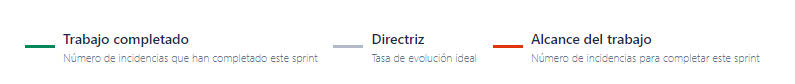 Trabajo completado
Número de incidencias que han completado este sprint
Directriz
Tasa de evolución ideal
Alcance del trabajo
Número de incidencias para completar este sprint